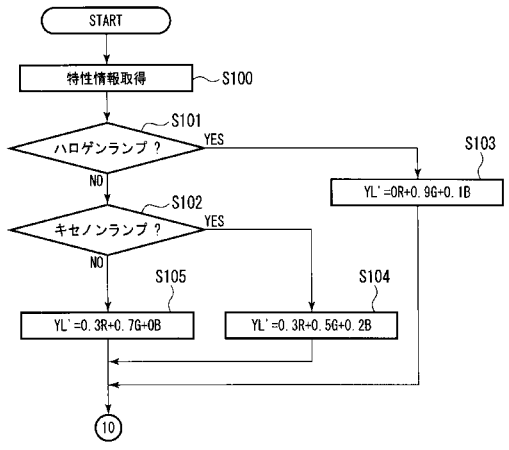 START
特性情報取得
S100
ハロゲンランプ ?
S101
YES
NO
S103
YL'=0R+0.9G+0.1B
キセノンランプ ?
S102
YES
NO
S105
YL'=0.3R+0.7G+0B
S104
YL'=0.3R+0.5G+0.2B
10